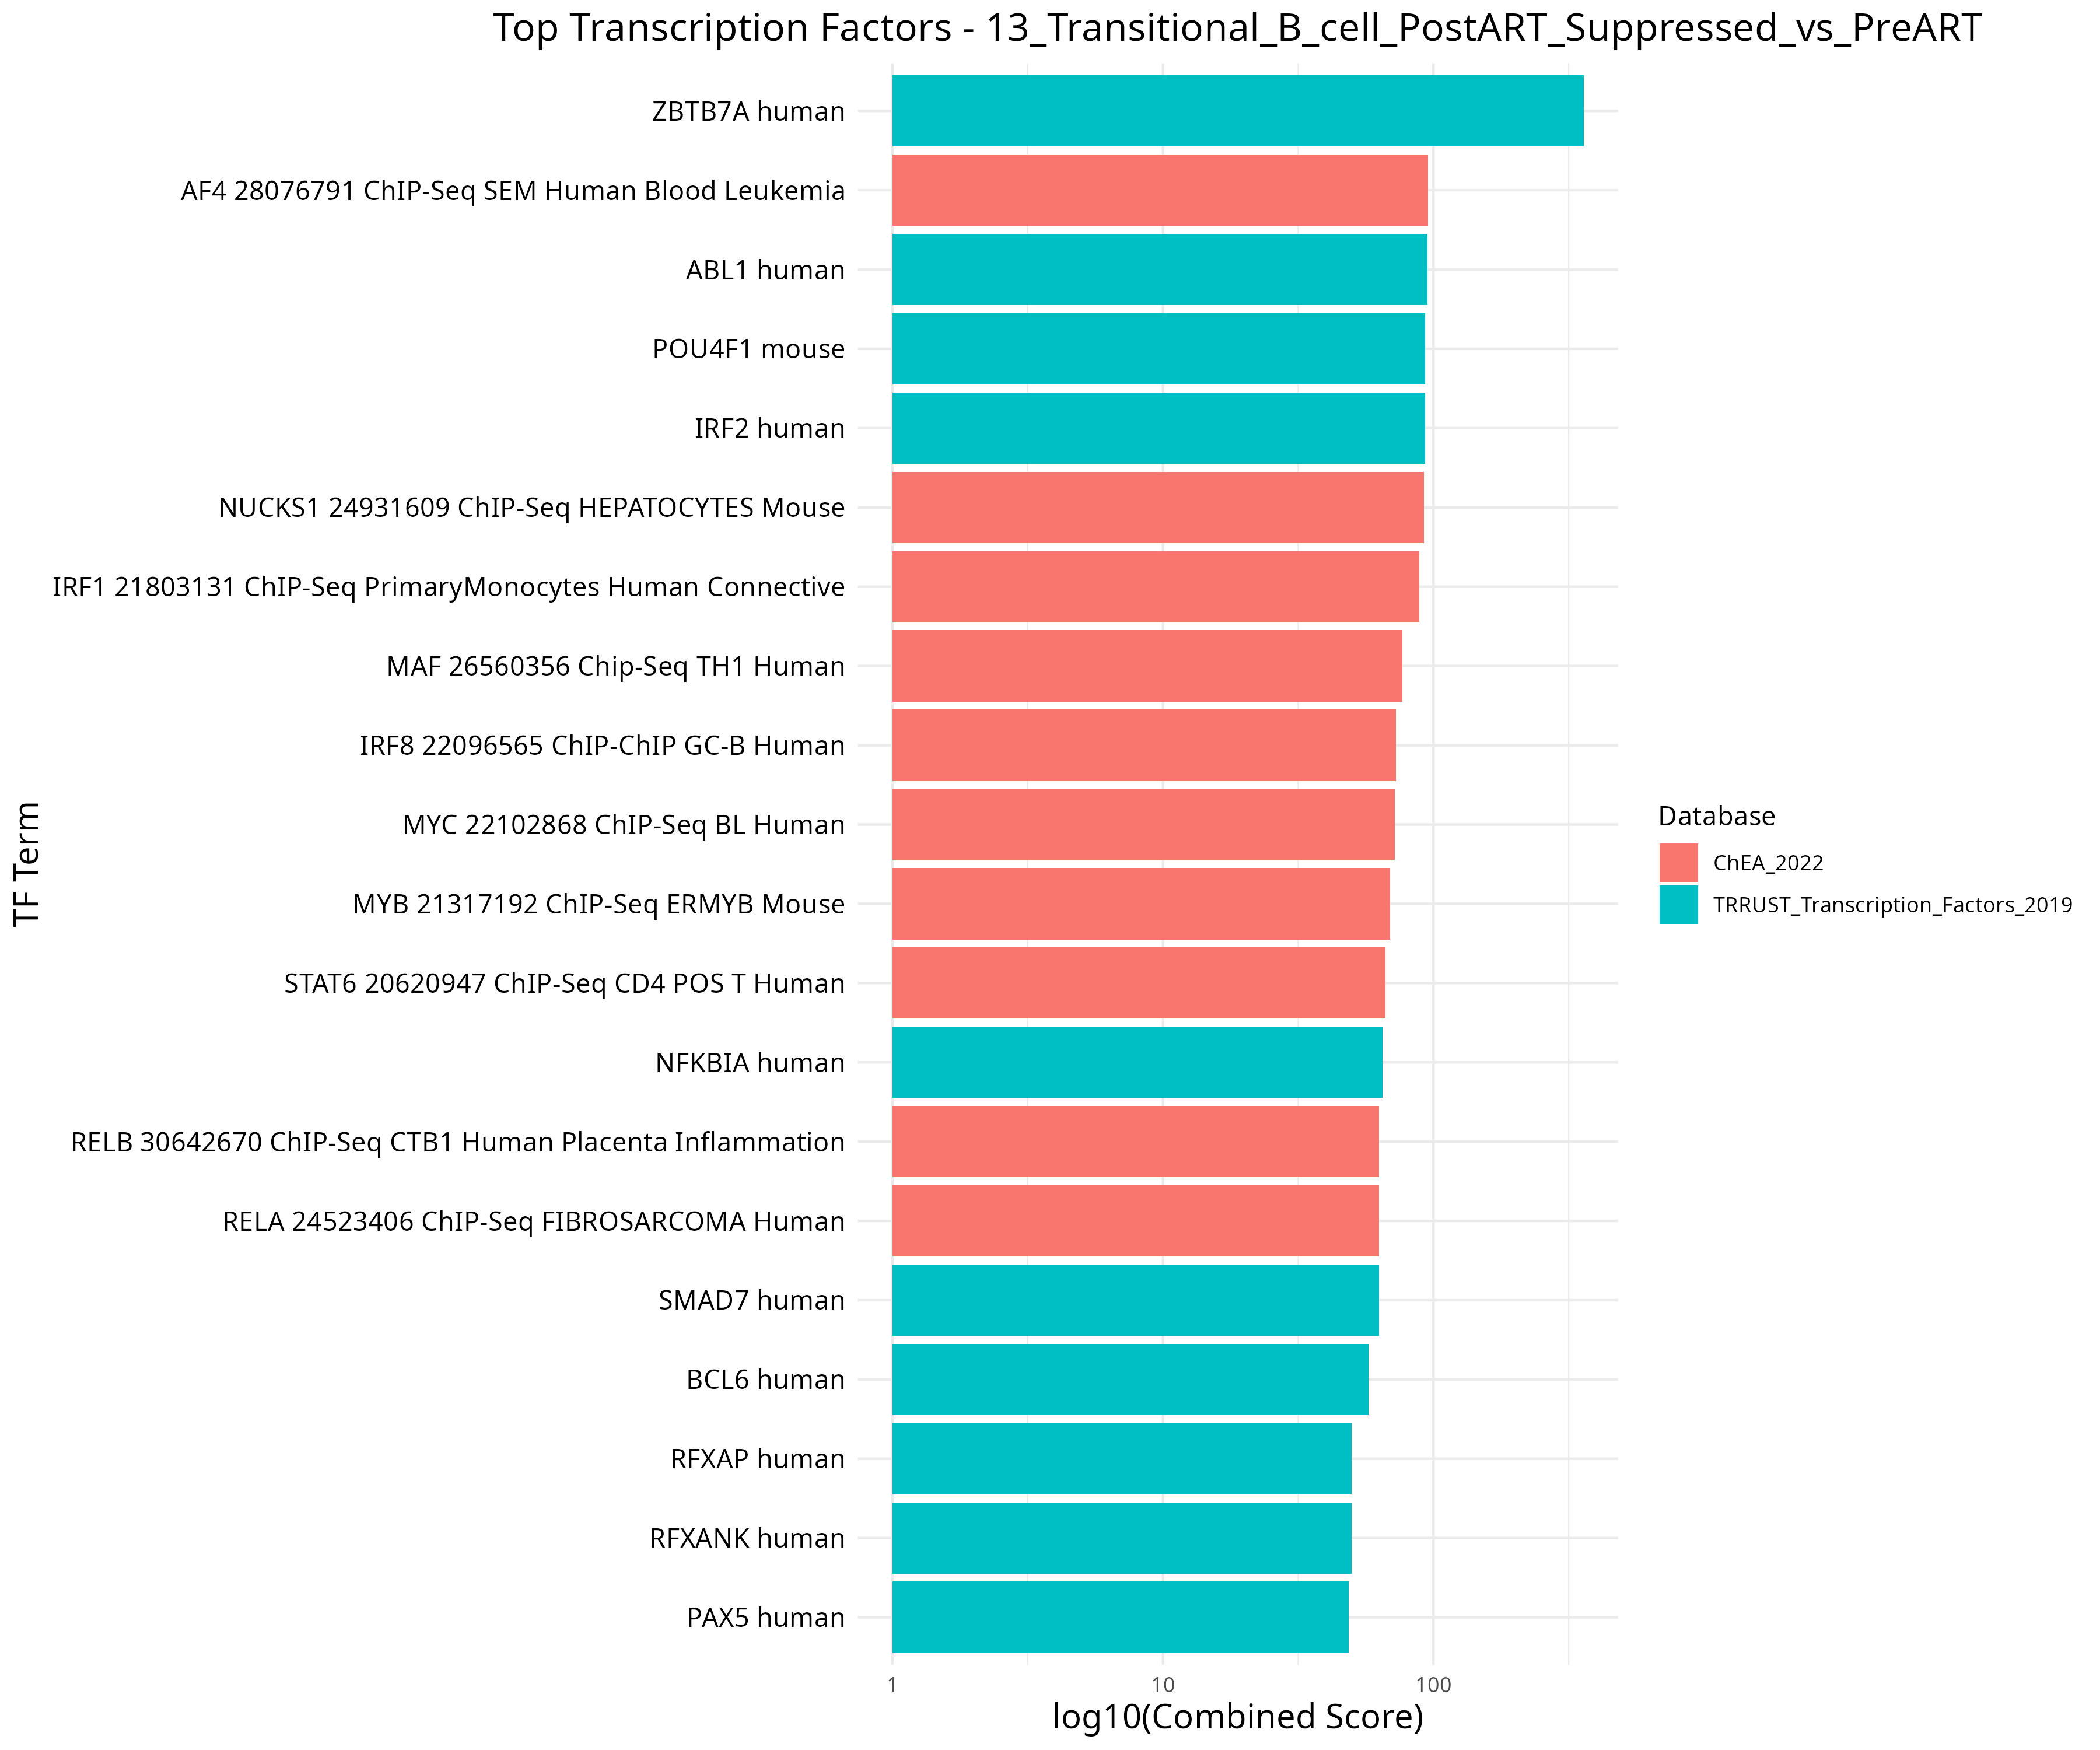 Top Transcription Factors - 13_Transitional_B_cell_PostART_Suppressed_vs_PreART
ZBTB7A human
AF4 28076791 ChIP-Seq SEM Human Blood Leukemia
ABL1 human
POU4F1 mouse
IRF2 human
NUCKS1 24931609 ChIP-Seq HEPATOCYTES Mouse
IRF1 21803131 ChIP-Seq PrimaryMonocytes Human Connective
MAF 26560356 Chip-Seq TH1 Human
IRF8 22096565 ChIP-ChIP GC-B Human
MYC 22102868 ChIP-Seq BL Human
MYB 21317192 ChIP-Seq ERMYB Mouse
STAT6 20620947 ChIP-Seq CD4 POS T Human
NFKBIA human
RELB 30642670 ChIP-Seq CTB1 Human Placenta Inflammation
RELA 24523406 ChIP-Seq FIBROSARCOMA Human
SMAD7 human
BCL6 human
RFXAP human
RFXANK human
PAX5 human
TF Term
1 10 100
log10(Combined Score)
Database
ChEA_2022
TRRUST_Transcription_Factors_2019